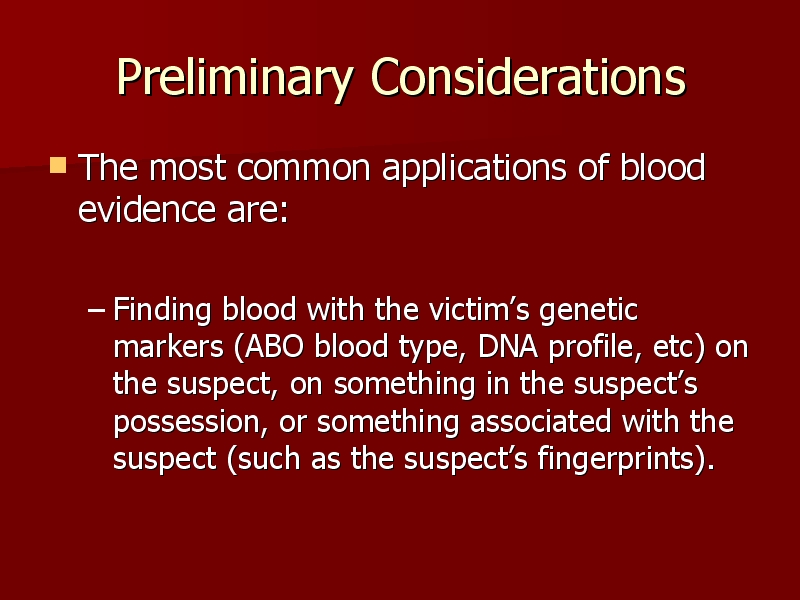 Preliminary Considerations
The most common applications of blood
evidence are:
– Finding blood with the victim’s genetic
markers (ABO blood type, DNA profile, etc) on
the suspect, on something in the suspect’s
possession, or something associated with the
suspect (such as the suspect’s fingerprints).